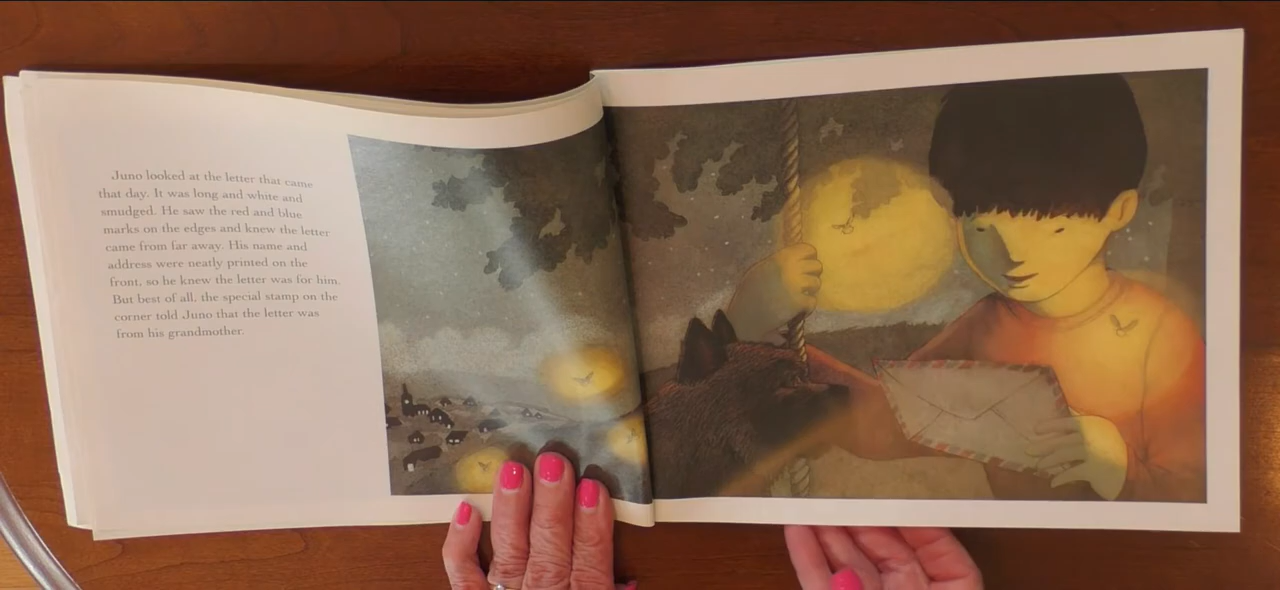 Juno looked at the letter that came
that day. It was long and white and
smudged. He saw the red and blue
marks on the edges and knew the letter
came from far away. His name and
address were neatly printed on the
front, so he knew the letter was for him.
But best of all, the special stamp on the
corner told Juno that the letter was
from his grandmother.